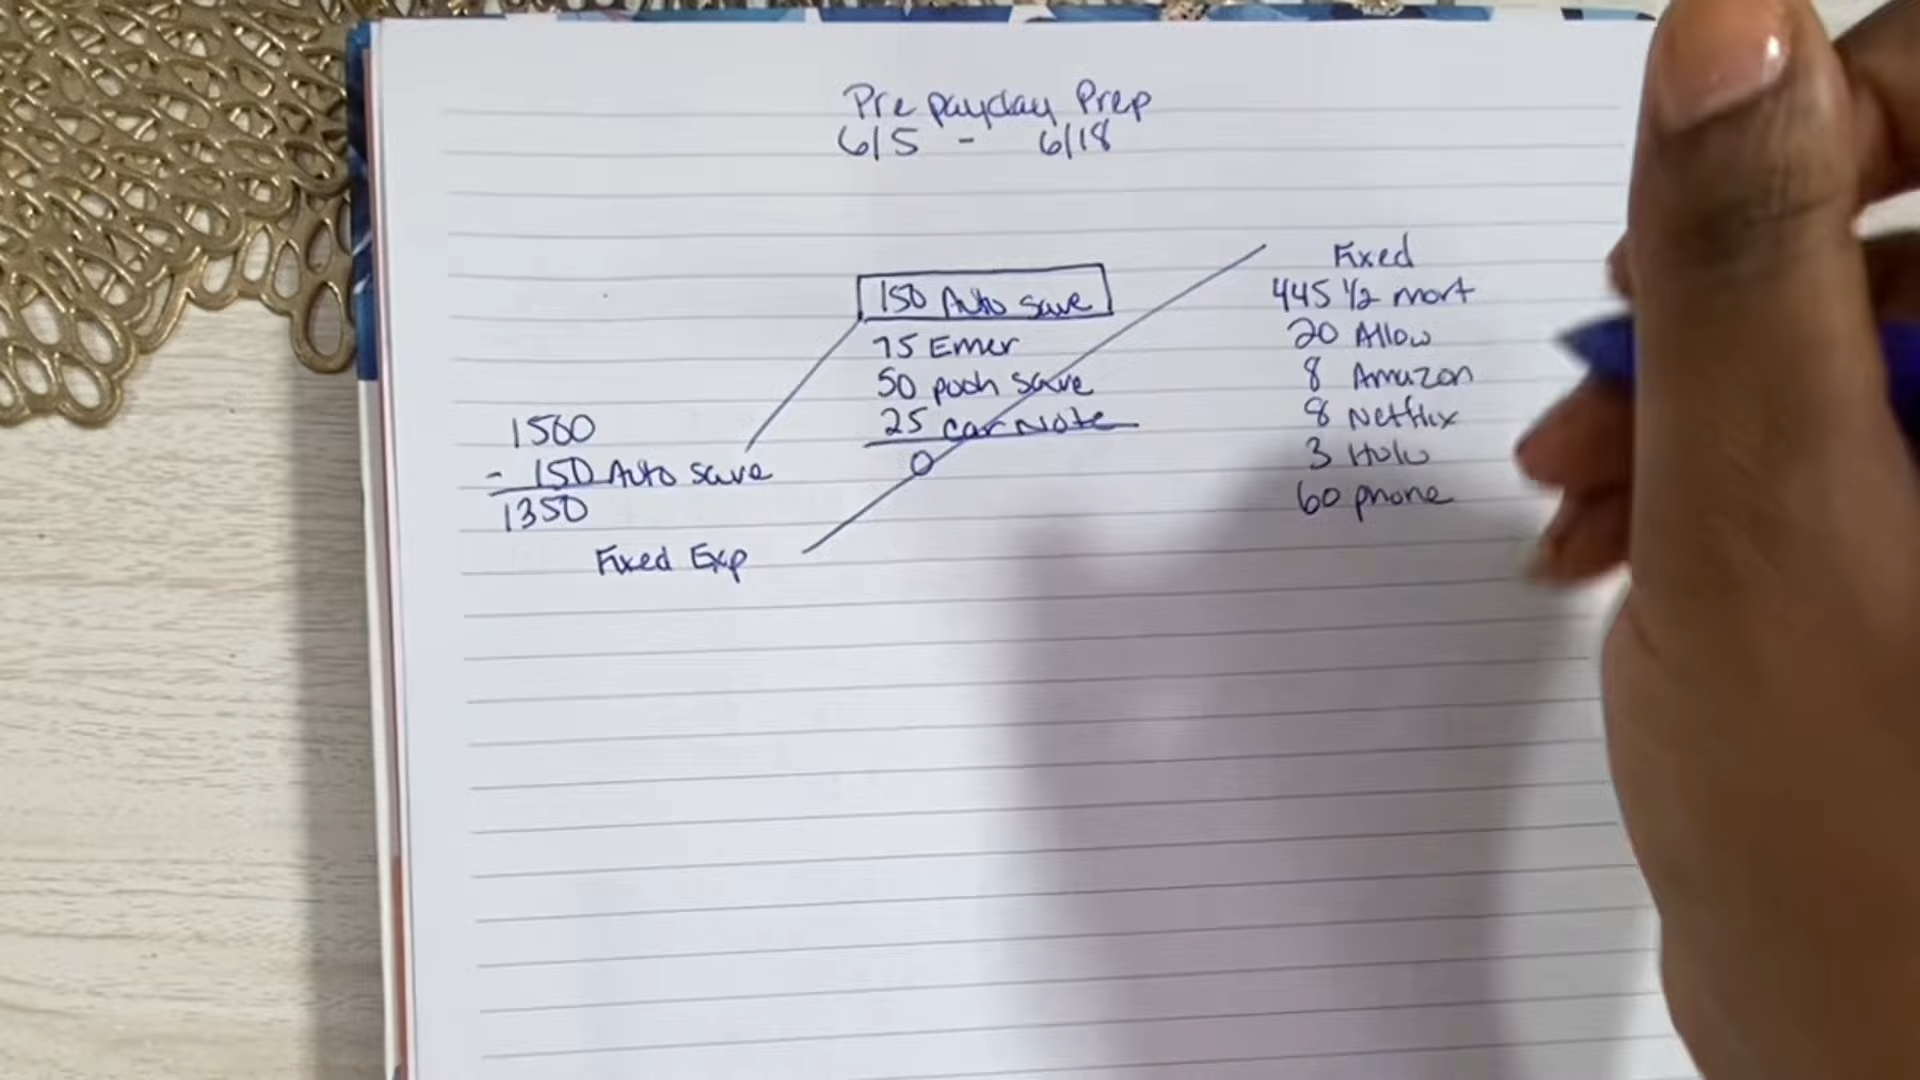 Pre payday Prep
6/5 - 6/18
1500
- 150 Auto save
1350
Fixed Exp
150 Auto save
75 Emer
50 pooh save
25 car Note
0
Fixed
445 1/2 mort
20 Allow
8 Amazon
8 Netflix
3 Hulu
60 phone